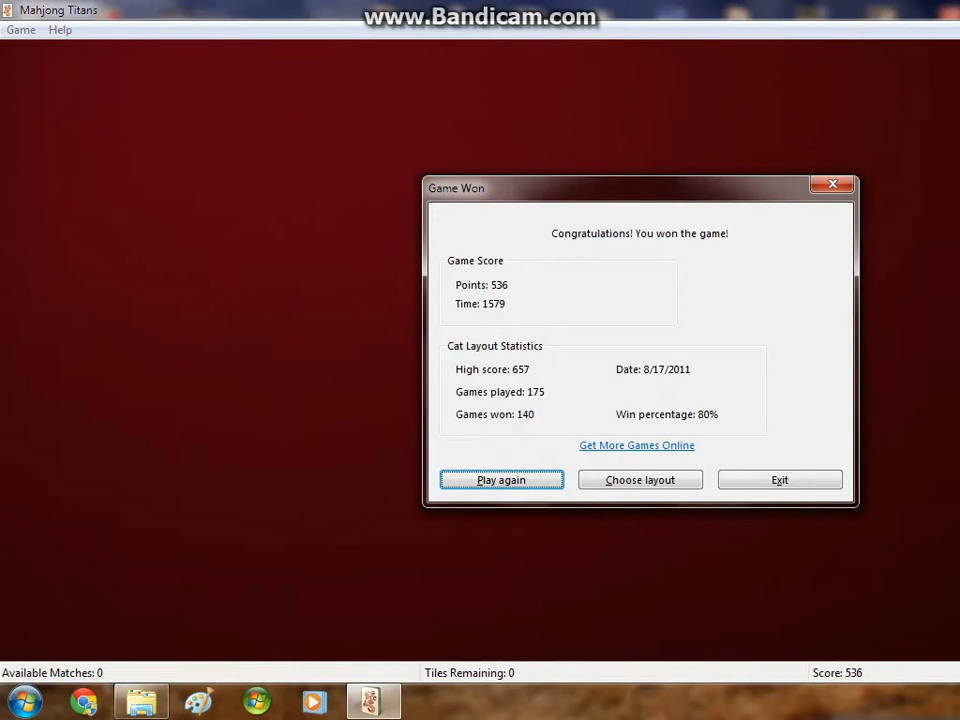 Mahjong Titans
www.Bandicam.com
Game Help
Game Won
Congratulations! You won the game!
Game Score
Points: 536
Time: 1579
Cat Layout Statistics
High score: 657 Date: 8/17/2011
Games played: 175
Games won: 140 Win percentage: 80%
Get More Games Online
Play again Choose layout Exit
Available Matches: 0 Tiles Remaining: 0 Score: 536